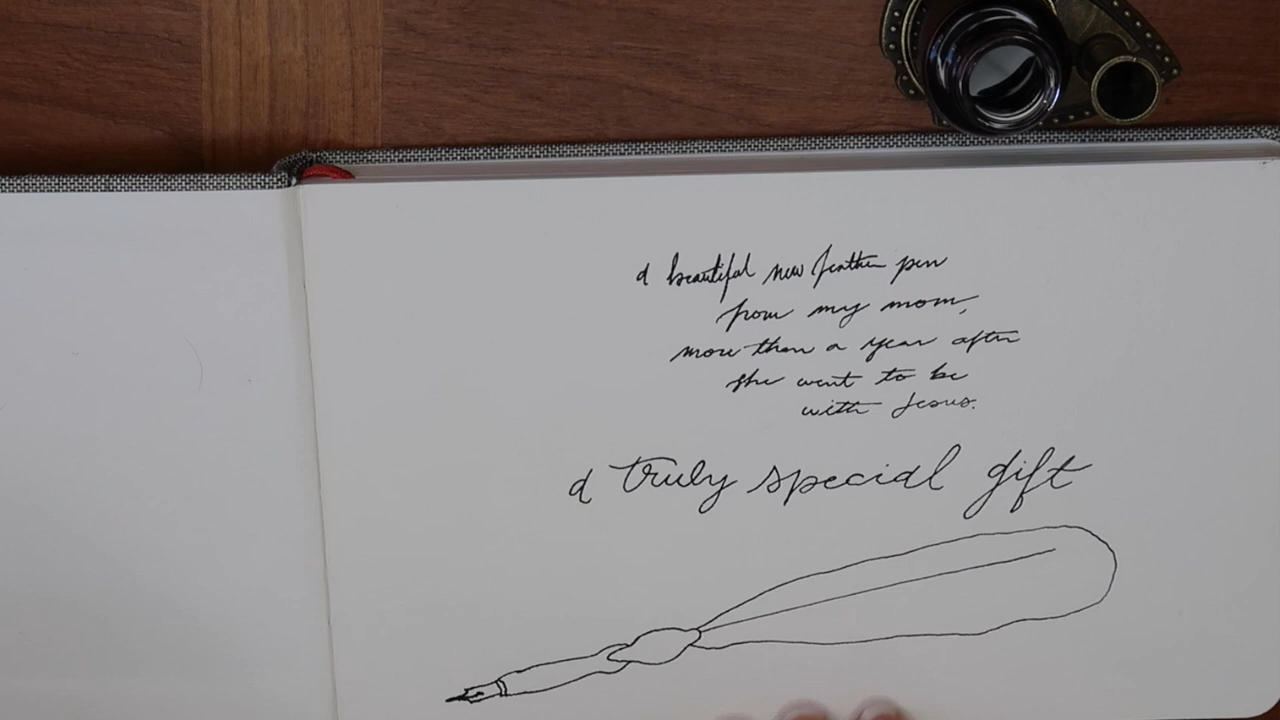 a beautiful new feather pen
from my mom,
more than a year after
she went to be
with Jesus.
a truly special gift